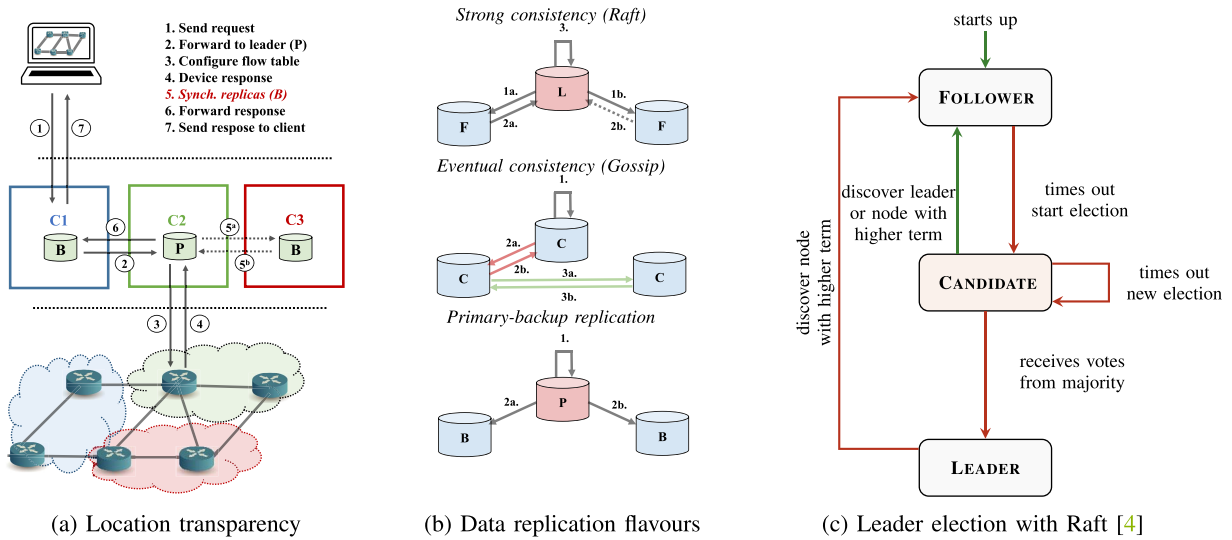 1. Send request
2. Forward to leader (P)
3. Configure flow table
4. Device response
5. Synch. replicas (B)
6. Forward response
7. Send respose to client
1
7
C1
C2
C3
B
P
B
6
2
5a
5b
3
4
(a) Location transparency
Strong consistency (Raft)
3.
L
1a.
1b.
2a.
2b.
F
F
Eventual consistency (Gossip)
1.
C
2a.
2b.
C
C
3a.
3b.
Primary-backup replication
1.
P
2a.
2b.
B
B
(b) Data replication flavours
starts up
FOLLOWER
discover leader
or node with
higher term
times out
start election
discover node
with higher term
CANDIDATE
times out
new election
receives votes
from majority
LEADER
(c) Leader election with Raft [4]